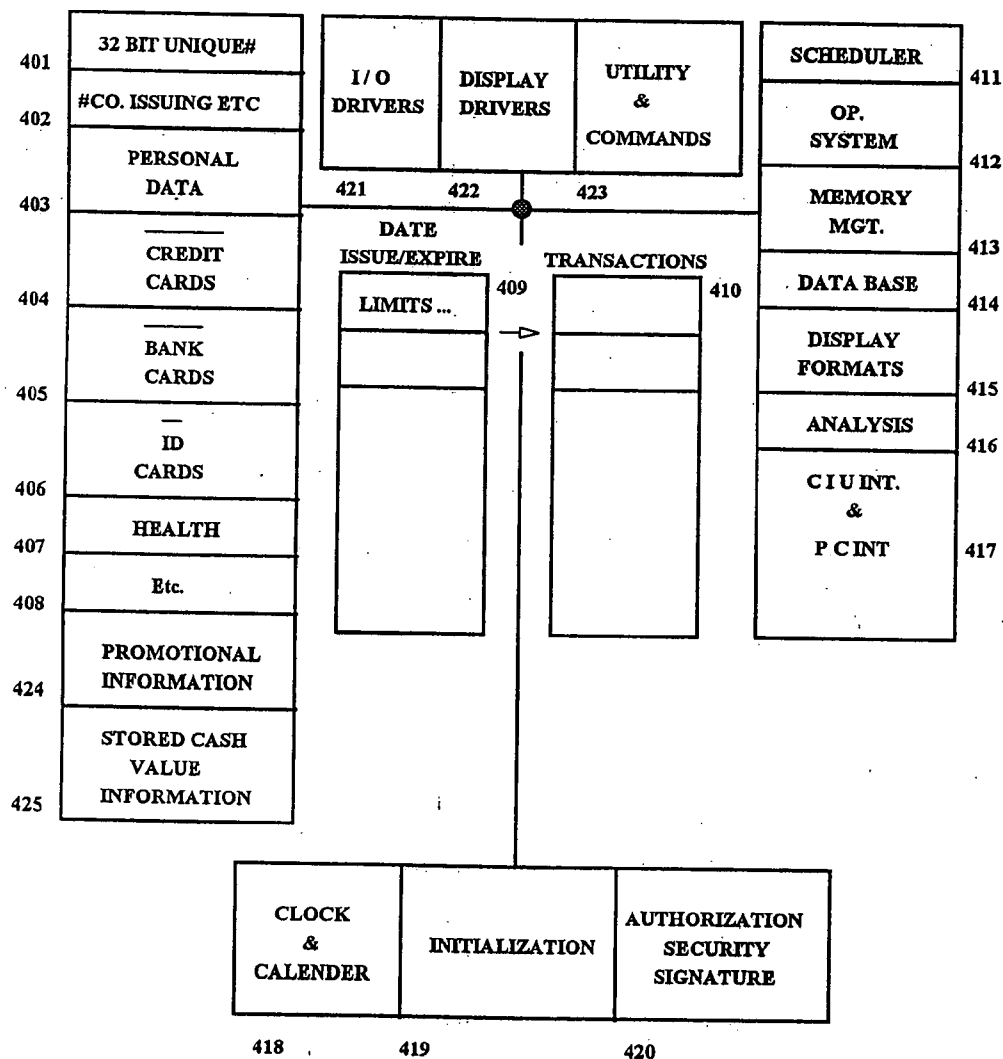 32 BIT UNIQUE#
401
#CO. ISSUING ETC
402
PERSONAL
DATA
403
CREDIT
CARDS
404
BANK
CARDS
405
ID
CARDS
406
HEALTH
407
Etc.
408
PROMOTIONAL
INFORMATION
424
STORED CASH
VALUE
INFORMATION
425
I / O
DRIVERS
421
DISPLAY
DRIVERS
422
UTILITY
&
COMMANDS
423
DATE
ISSUE/EXPIRE
409
LIMITS ...
TRANSACTIONS
410
SCHEDULER
411
OP.
SYSTEM
412
MEMORY
MGT.
413
DATA BASE
414
DISPLAY
FORMATS
415
ANALYSIS
416
C I U INT.
&
P C INT
417
CLOCK
&
CALENDER
418
INITIALIZATION
419
AUTHORIZATION
SECURITY
SIGNATURE
420